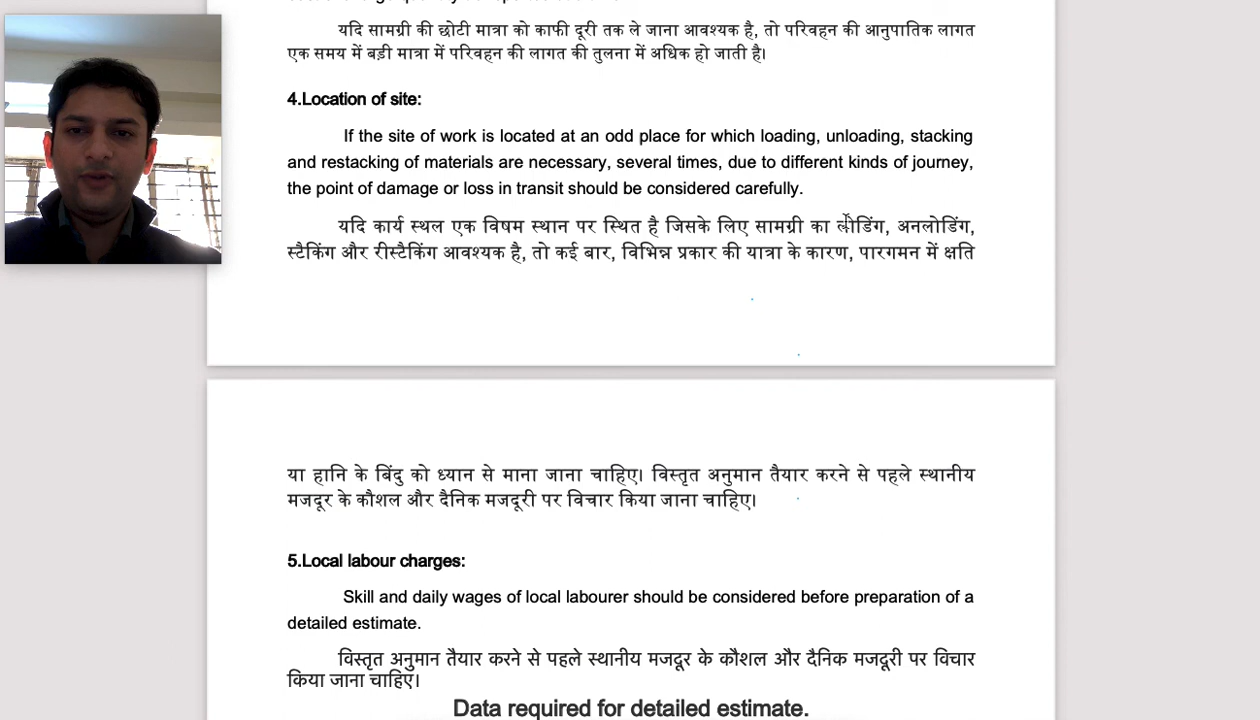 यदि सामग्री की छोटी मात्रा को काफी दूरी तक ले जाना आवश्यक है, तो परिवहन की आनुपातिक लागत
एक समय में बड़ी मात्रा में परिवहन की लागत की तुलना में अधिक हो जाती है।
4.Location of site:
If the site of work is located at an odd place for which loading, unloading, stacking
and restacking of materials are necessary, several times, due to different kinds of journey,
the point of damage or loss in transit should be considered carefully.
यदि कार्य स्थल एक विषम स्थान पर स्थित है जिसके लिए सामग्री का लोडिंग, अनलोडिंग,
स्टैकिंग और रीस्टैकिंग आवश्यक है, तो कई बार, विभिन्न प्रकार की यात्रा के कारण, पारगमन में क्षति
या हानि के बिंदु को ध्यान से माना जाना चाहिए। विस्तृत अनुमान तैयार करने से पहले स्थानीय
मजदूर के कौशल और दैनिक मजदूरी पर विचार किया जाना चाहिए।
5.Local labour charges:
Skill and daily wages of local labourer should be considered before preparation of a
detailed estimate.
विस्तृत अनुमान तैयार करने से पहले स्थानीय मजदूर के कौशल और दैनिक मजदूरी पर विचार
किया जाना चाहिए।
Data required for detailed estimate.